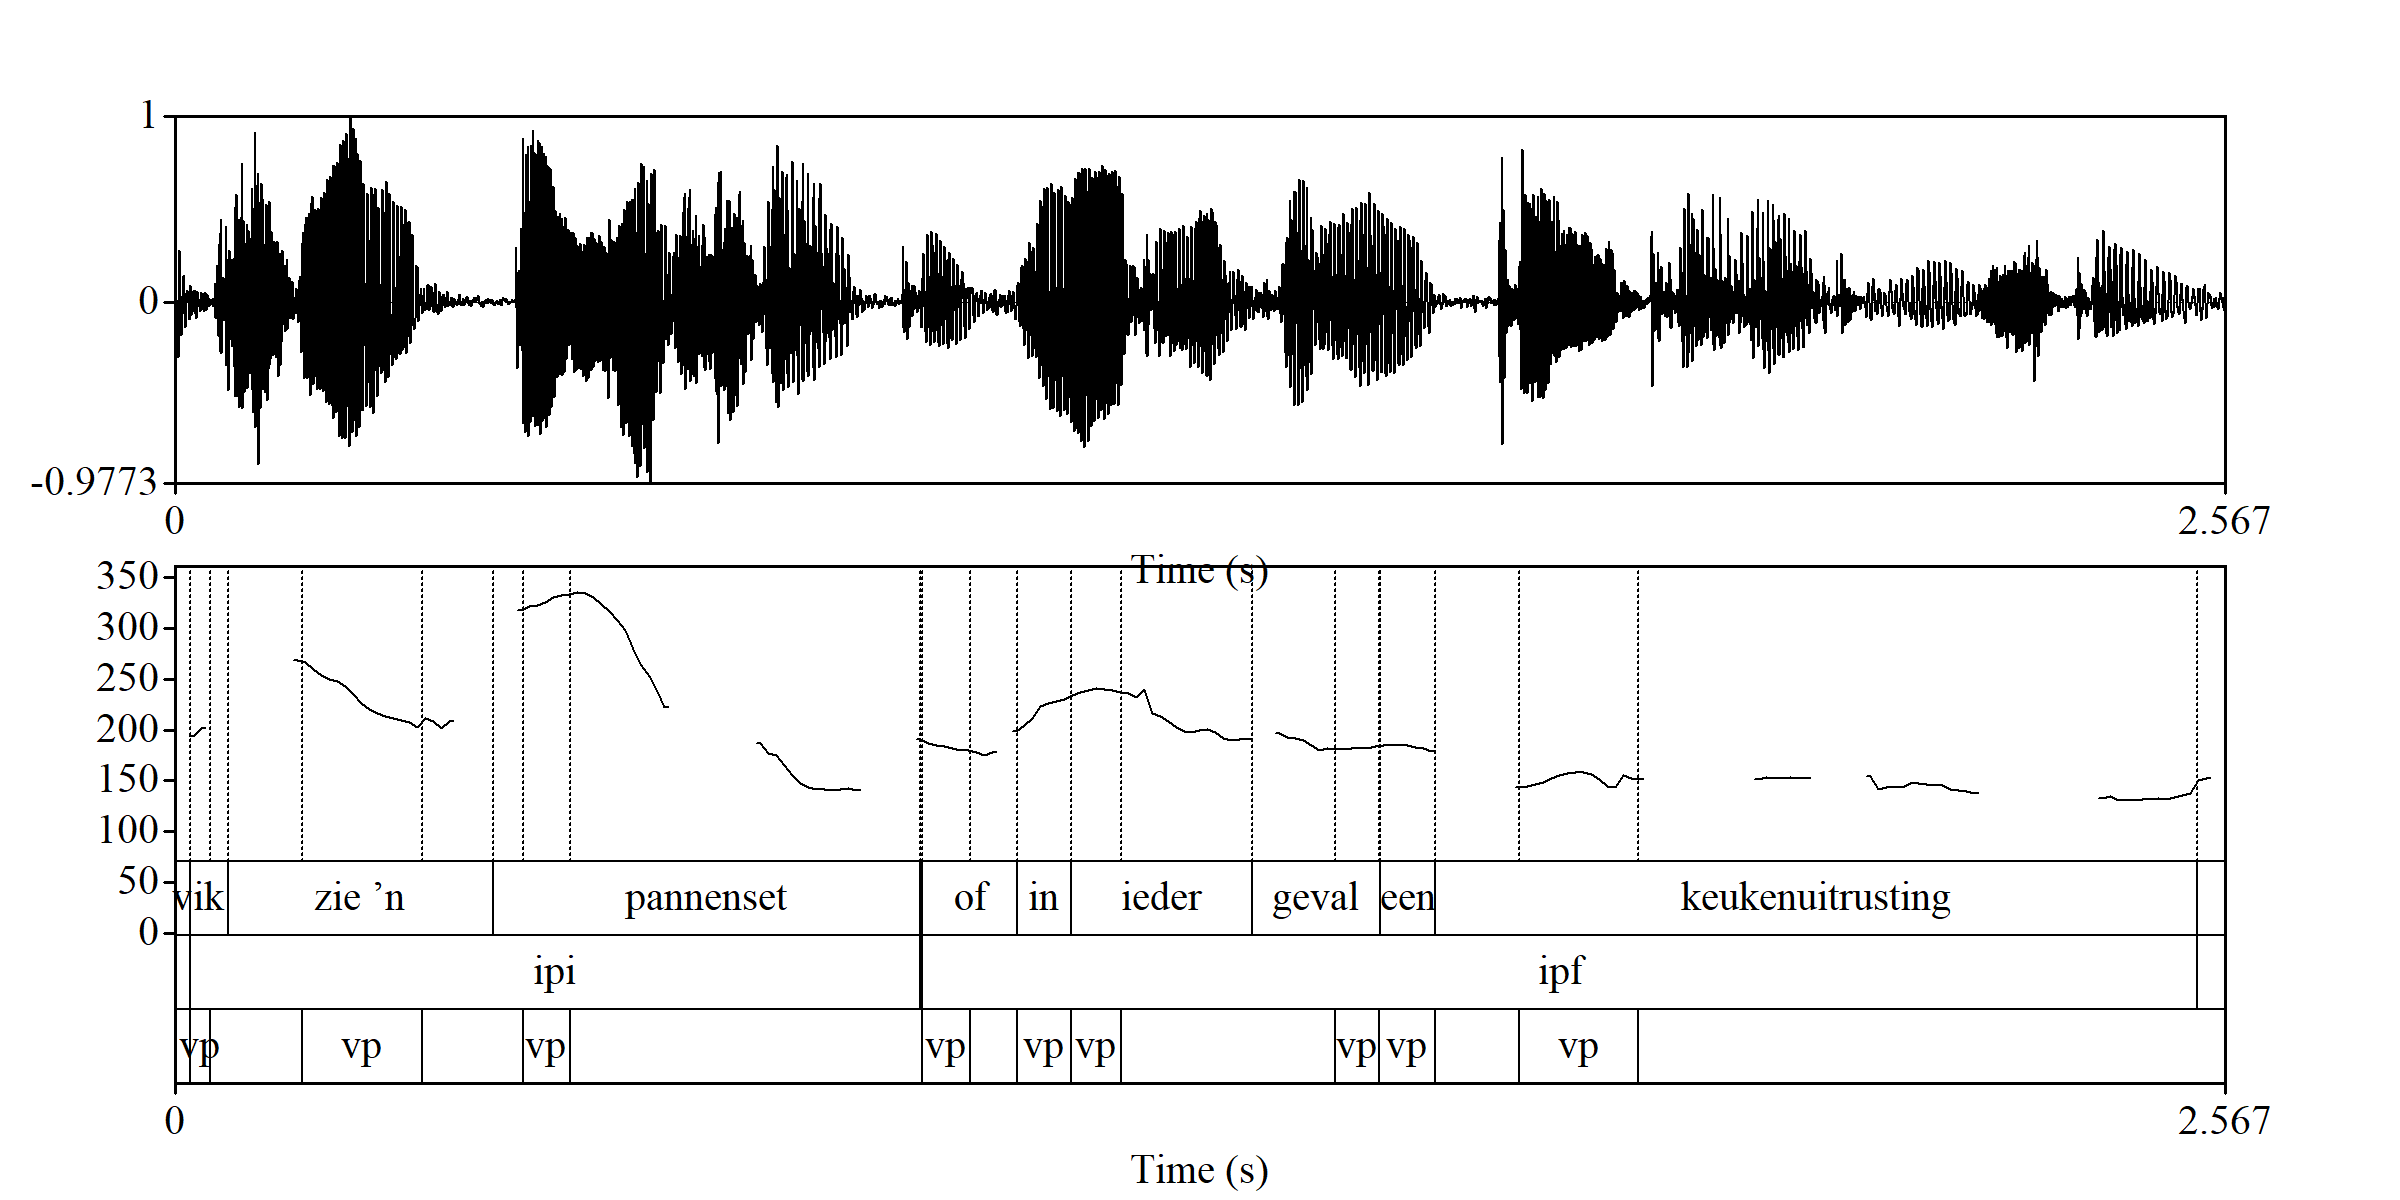 1
0
-0.9773
0 2.567
Time (s)
350
300
250
200
150
100
50
0
vik zie ’n pannenset of in ieder geval een keukenuitrusting
ipi ipf
vp vp vp vp vp vp vp vp vp
0 2.567
Time (s)